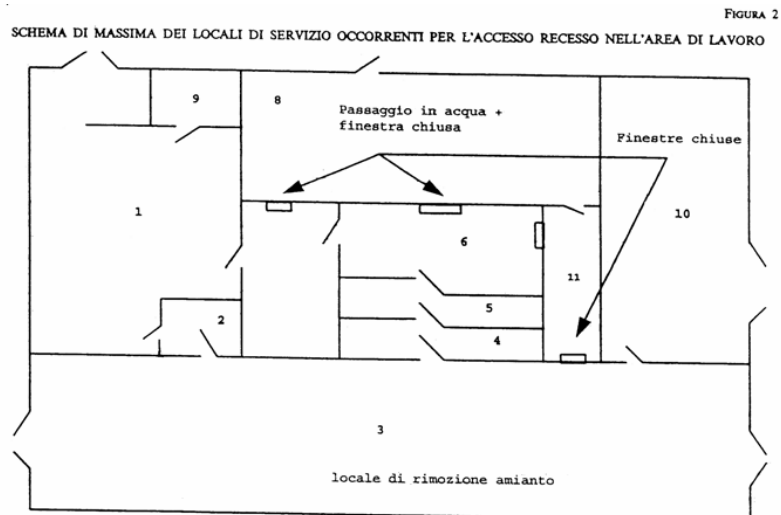 FIGURA 2
SCHEMA DI MASSIMA DEI LOCALI DI SERVIZIO OCCORRENTI PER L'ACCESSO RECESSO NELL'AREA DI LAVORO
9
8
Passaggio in acqua +
finestra chiusa
Finestre chiuse
1
6
10
11
2
5
4
3
locale di rimozione amianto